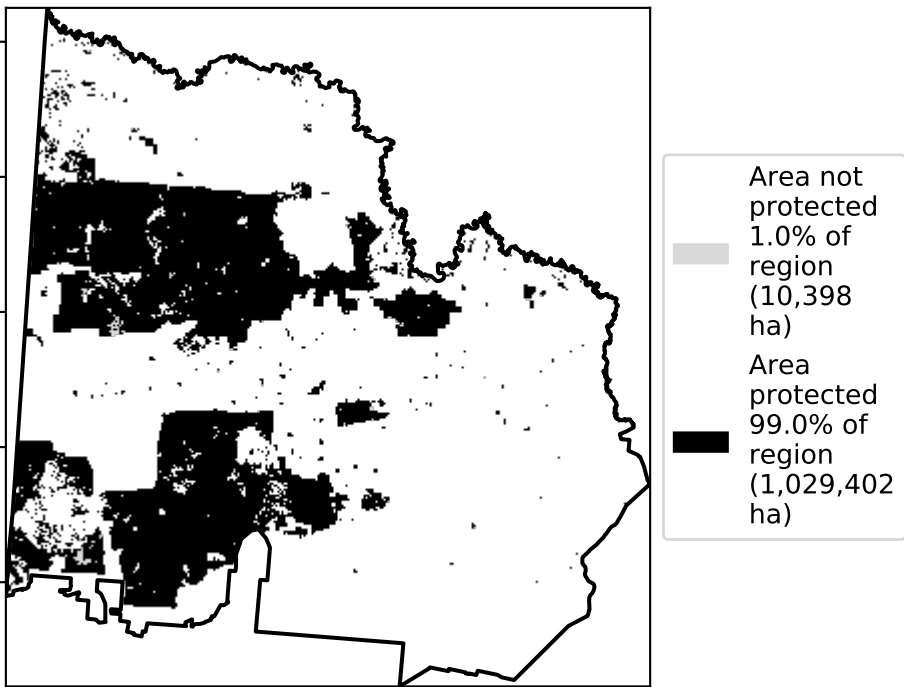 Area not
protected
1.0% of
region
(10,398
ha)
Area
protected
99.0% of
region
(1,029,402
ha)